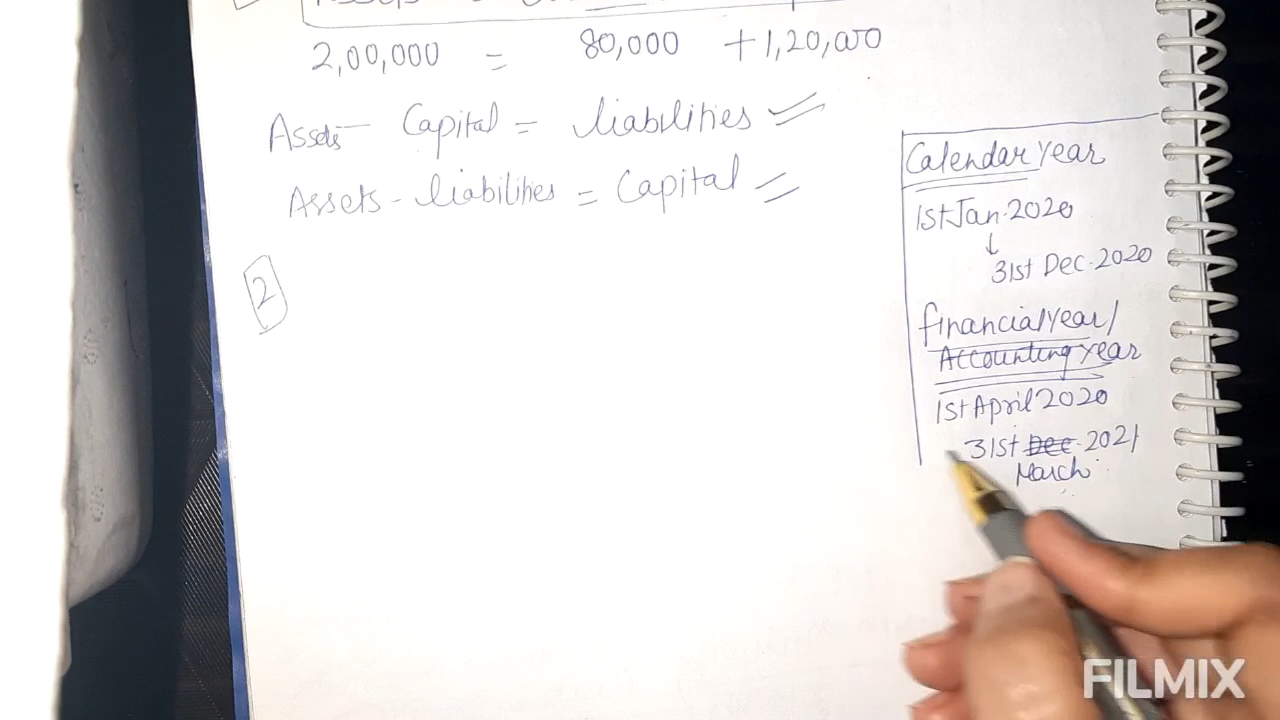 Assets =
2,00,000 = 80,000 + 1,20,000
Assets - Capital = liabilities
Assets - liabilities = Capital
2
Calendar Year
1st Jan. 2020
↓
31st Dec. 2020
financial Year /
Accounting Year
1st April 2020
31st Dec. 2021
March
FILMIX